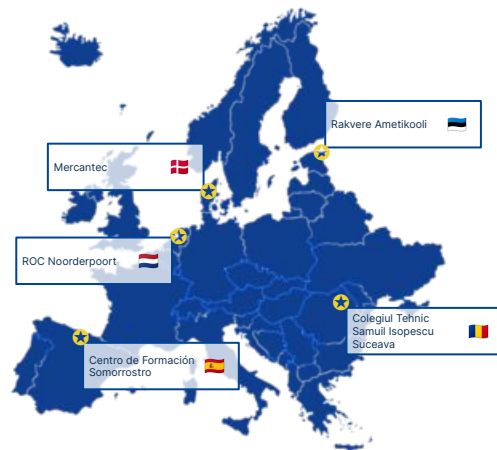 Rakvere Ametikooli
Mercantec
ROC Noorderpoort
Colegiul Tehnic
Samuil Isopescu
Suceava
Centro de Formación
Somorrostro